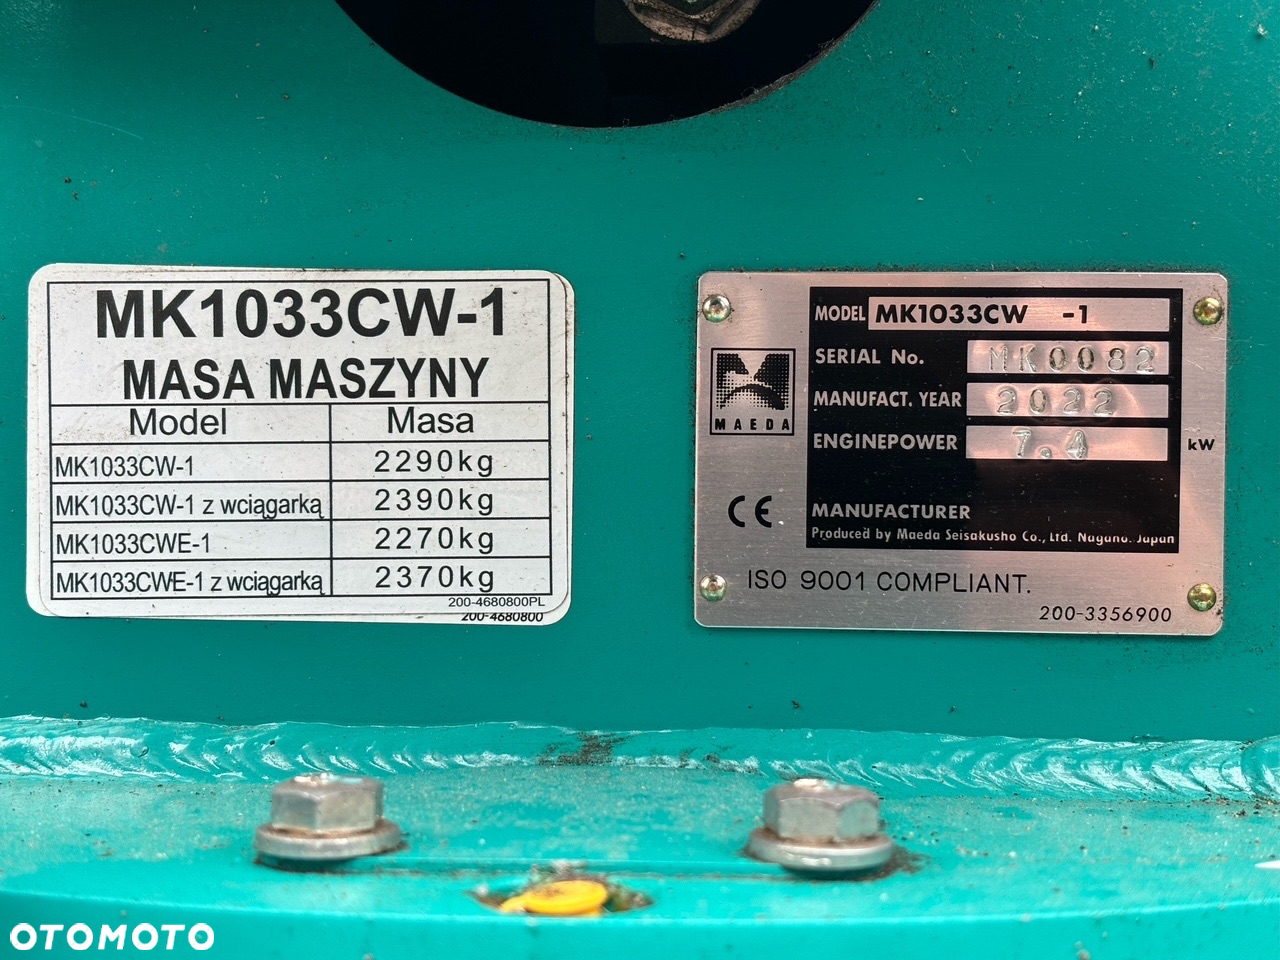 MK1033CW-1
MASA MASZYNY
Model Masa
MK1033CW-1 2290kg
MK1033CW-1 z wciągarką 2390kg
MK1033CWE-1 2270kg
MK1033CWE-1 z wciągarką 2370kg
200-4680800PL
200-4680800
MAEDA
CE
MODEL MK1033CW -1
SERIAL No. MK0082
MANUFACT. YEAR 2022
ENGINEPOWER 7.4 kW
MANUFACTURER
Produced by Maeda Seisakusho Co., Ltd. Nagano. Japan
ISO 9001 COMPLIANT.
200-3356900
OTOMOTO